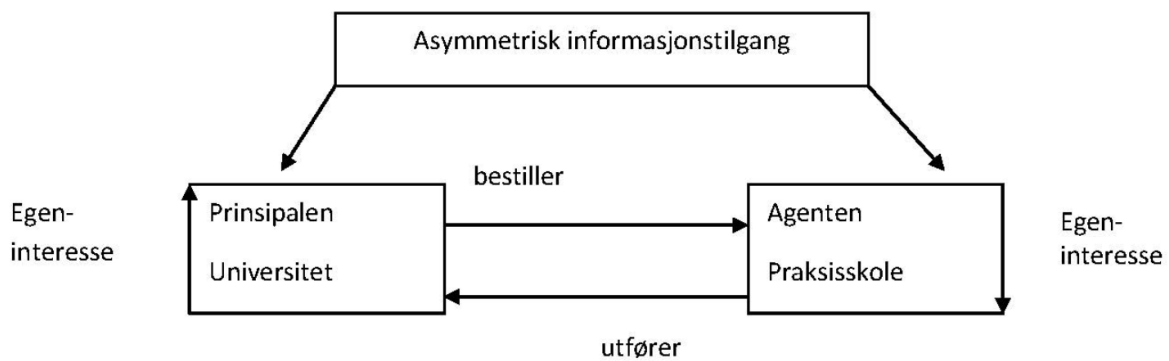 Asymmetrisk informasjonstilgang
bestiller
Egen-
interesse
Prinsipalen
Universitet
Agenten
Praksisskole
Egen-
interesse
utfører